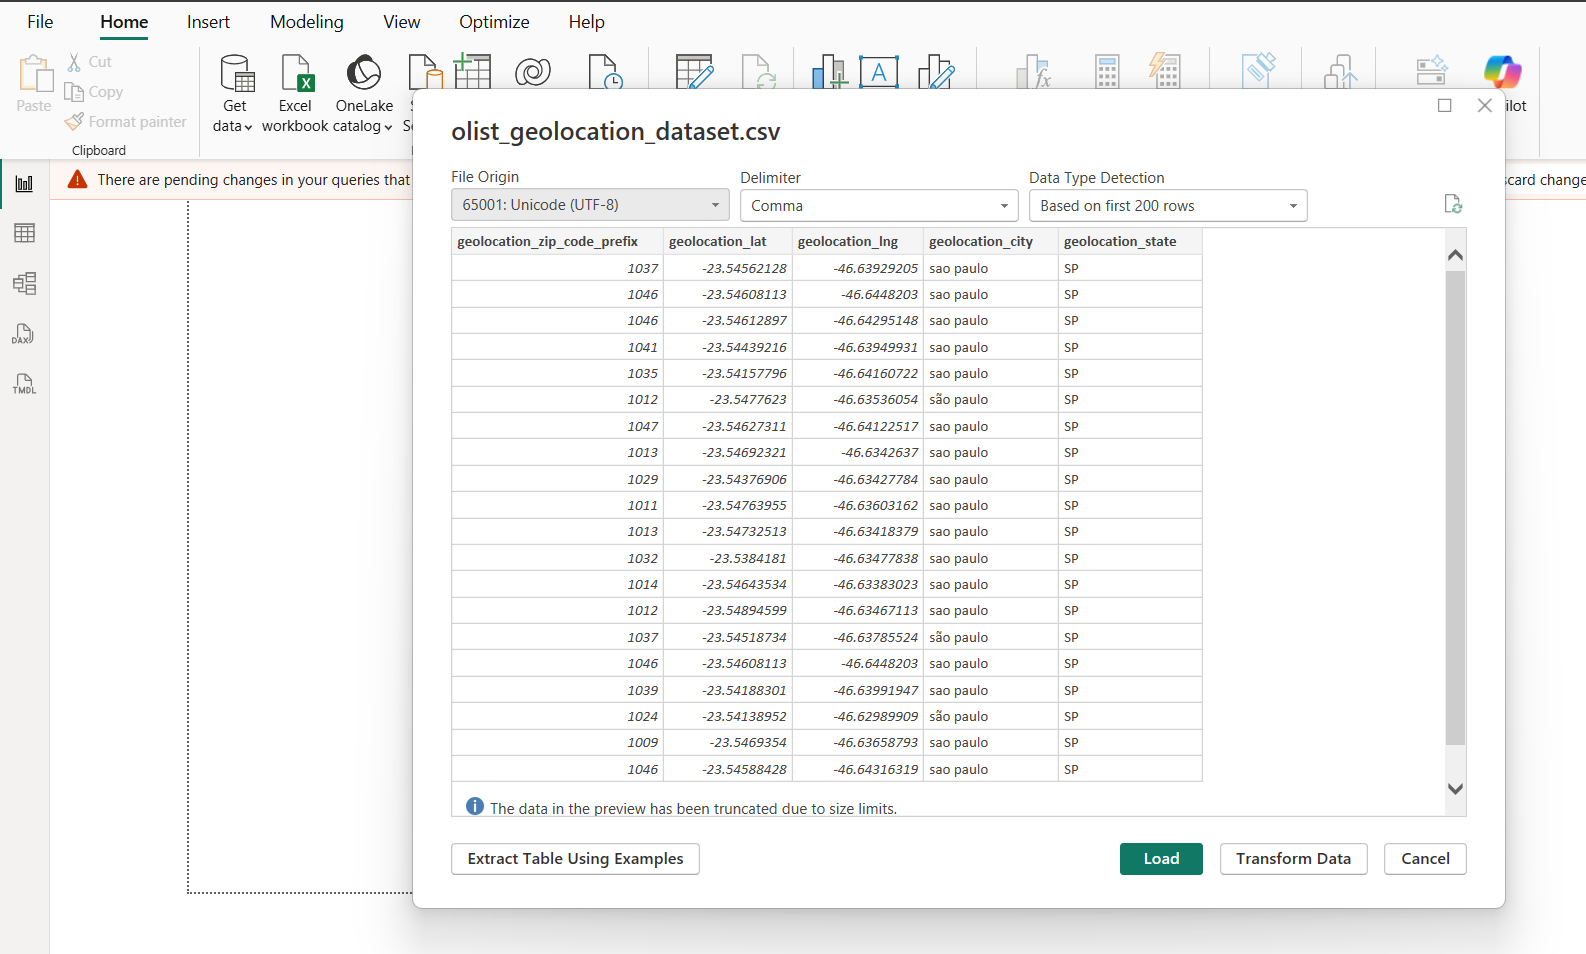 File Home Insert Modeling View Optimize Help
Paste
Cut
Copy
Format painter
Clipboard
Get data
Excel workbook
OneLake catalog
There are pending changes in your queries that
DAX
TMDL
olist_geolocation_dataset.csv
File Origin Delimiter Data Type Detection
65001: Unicode (UTF-8) Comma Based on first 200 rows
geolocation_zip_code_prefix geolocation_lat geolocation_lng geolocation_city geolocation_state
1037 -23.54562128 -46.63929205 sao paulo SP
1046 -23.54608113 -46.6448203 sao paulo SP
1046 -23.54612897 -46.64295148 sao paulo SP
1041 -23.54439216 -46.63949931 sao paulo SP
1035 -23.54157796 -46.64160722 sao paulo SP
1012 -23.5477623 -46.63536054 são paulo SP
1047 -23.54627311 -46.64122517 sao paulo SP
1013 -23.54692321 -46.6342637 sao paulo SP
1029 -23.54376906 -46.63427784 sao paulo SP
1011 -23.54763955 -46.63603162 sao paulo SP
1013 -23.54732513 -46.63418379 sao paulo SP
1032 -23.5384181 -46.63477838 sao paulo SP
1014 -23.54643534 -46.63383023 sao paulo SP
1012 -23.54894599 -46.63467113 sao paulo SP
1037 -23.54518734 -46.63785524 são paulo SP
1046 -23.54608113 -46.6448203 sao paulo SP
1039 -23.54188301 -46.63991947 sao paulo SP
1024 -23.54138952 -46.62989909 são paulo SP
1009 -23.5469354 -46.63658793 sao paulo SP
1046 -23.54588428 -46.64316319 sao paulo SP
The data in the preview has been truncated due to size limits.
Extract Table Using Examples Load Transform Data Cancel